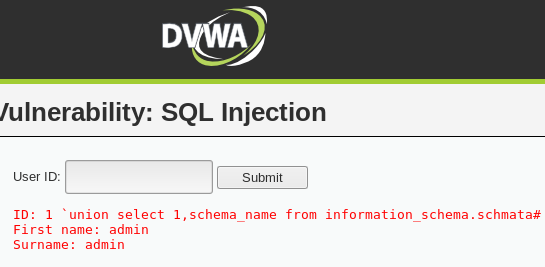 DVWA
Vulnerability: SQL Injection
User ID:
Submit
ID: 1 `union select 1,schema_name from information_schema.schmata#
First name: admin
Surname: admin